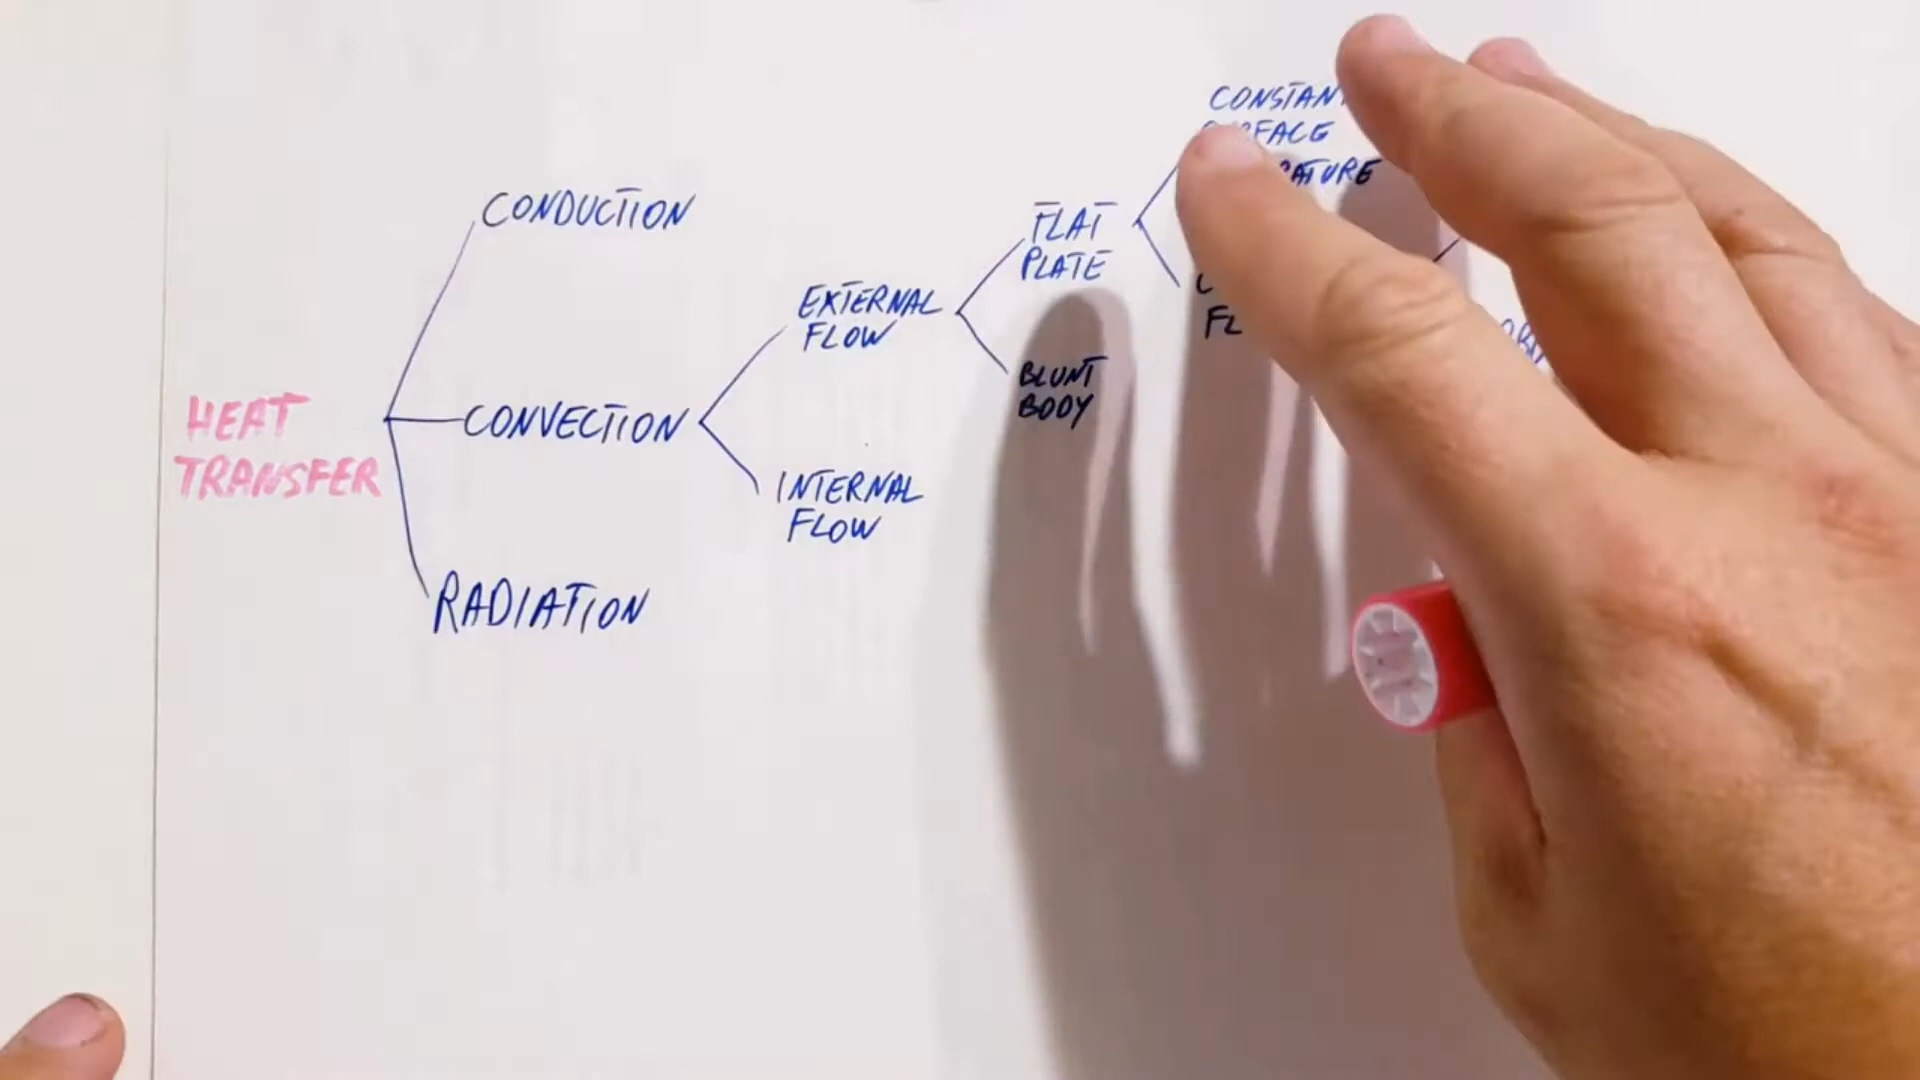 HEAT
TRANSFER
CONDUCTION
CONVECTION
RADIATION
EXTERNAL
FLOW
INTERNAL
FLOW
FLAT
PLATE
BLUNT
BODY